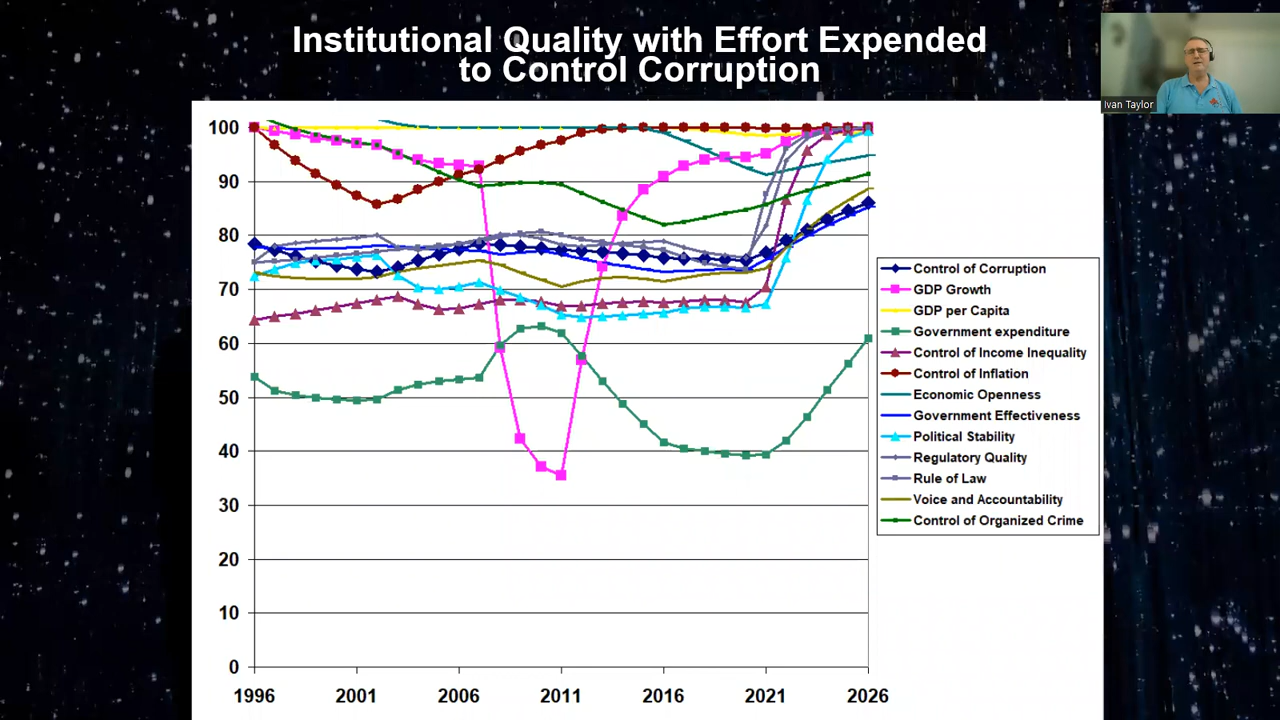 Institutional Quality with Effort Expended
to Control Corruption
Ivan Taylor
100
90
80
70
60
50
40
30
20
10
0
1996
2001
2006
2011
2016
2021
2026
Control of Corruption
GDP Growth
GDP per Capita
Government expenditure
Control of Income Inequality
Control of Inflation
Economic Openness
Government Effectiveness
Political Stability
Regulatory Quality
Rule of Law
Voice and Accountability
Control of Organized Crime